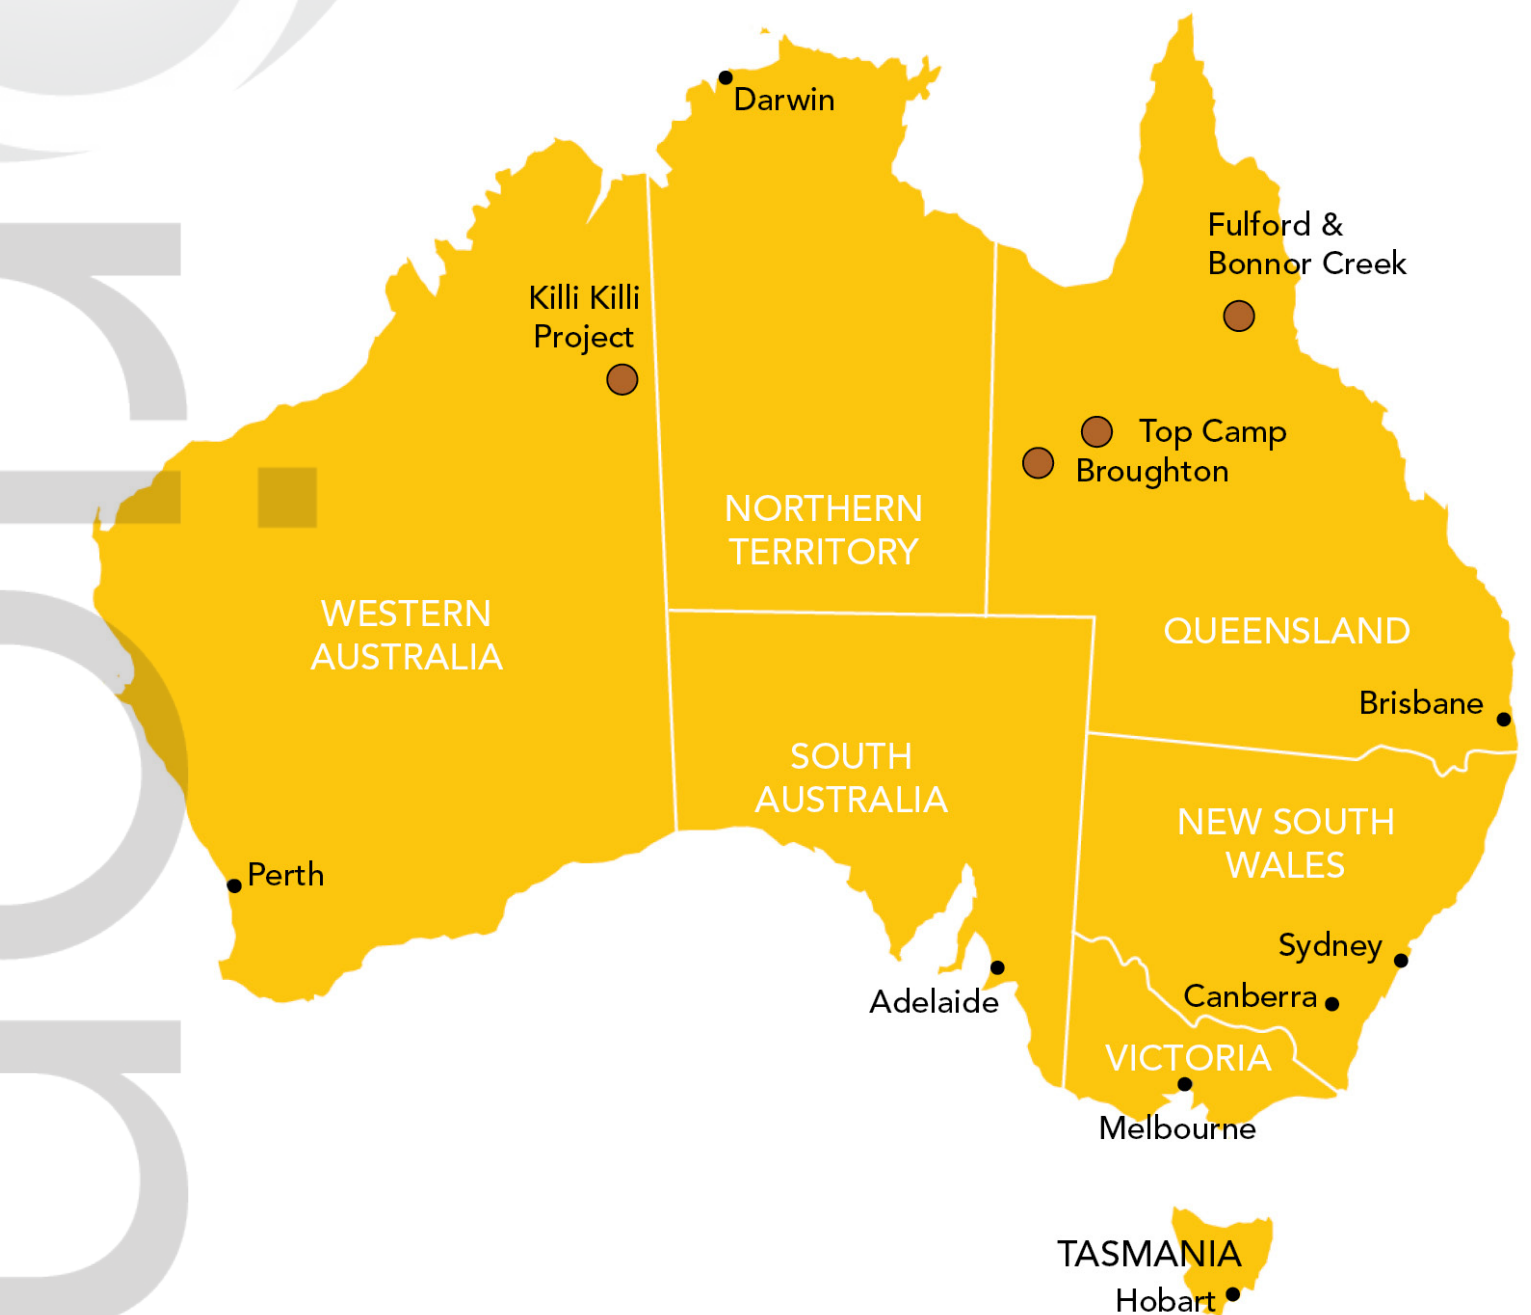 Darwin
Fulford &
Bonnor Creek
Killi Killi
Project
Top Camp
Broughton
NORTHERN
TERRITORY
WESTERN
AUSTRALIA
QUEENSLAND
Brisbane
SOUTH
AUSTRALIA
NEW SOUTH
WALES
Perth
Sydney
Adelaide
Canberra
VICTORIA
Melbourne
TASMANIA
Hobart